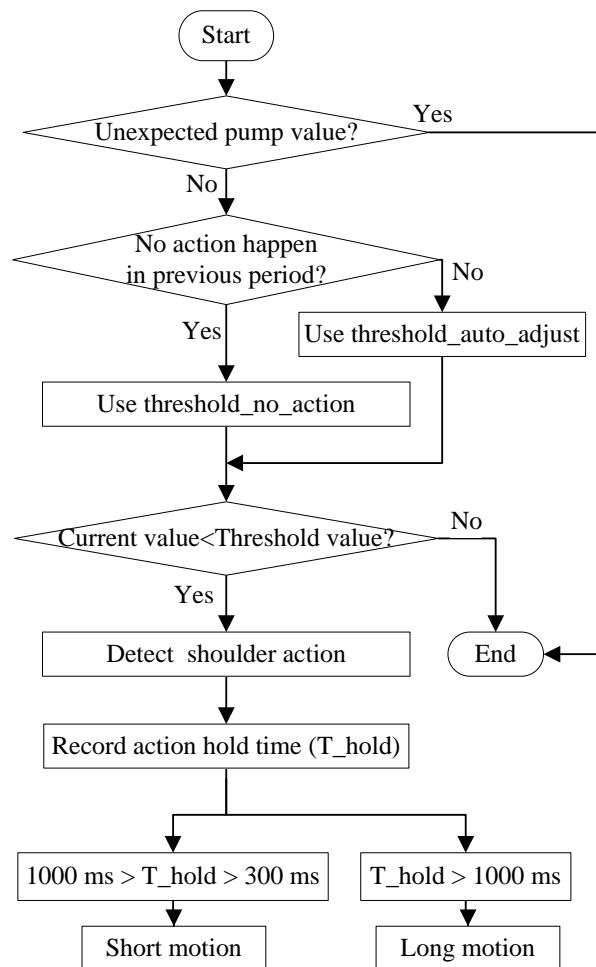 Start
Unexpected pump value?
Yes
No
No action happen
in previous period?
No
Yes
Use threshold_auto_adjust
Use threshold_no_action
Current value<Threshold value?
No
Yes
Detect shoulder action
End
Record action hold time (T_hold)
1000 ms > T_hold > 300 ms
T_hold > 1000 ms
Short motion
Long motion